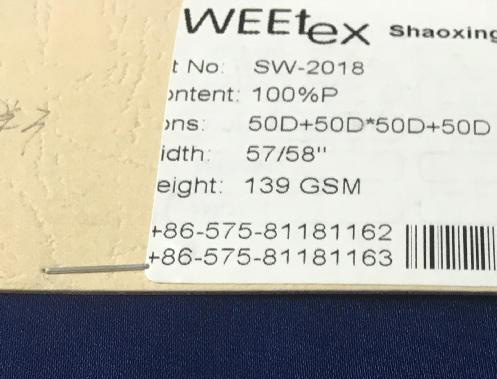 WEEtex Shaoxing
t No: SW-2018
ontent: 100%P
ons: 50D+50D*50D+50D
idth: 57/58"
eight: 139 GSM
+86-575-81181162
+86-575-81181163